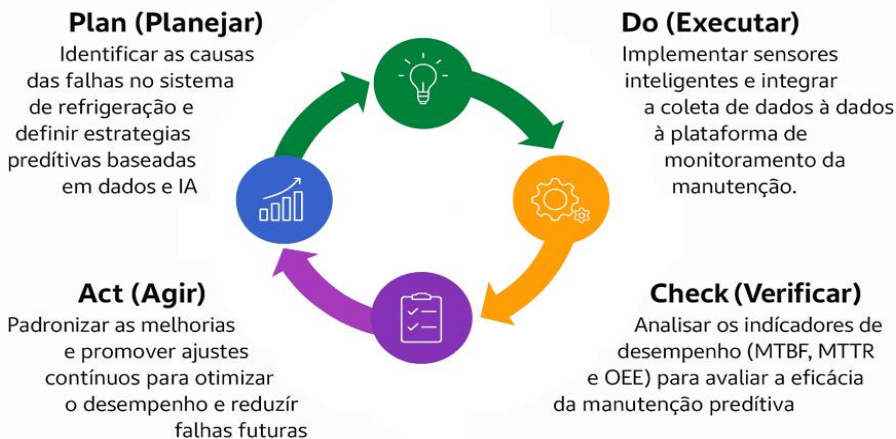 Plan (Planejar)
Identificar as causas
das falhas no sistema
de refrigeração e
definir estrategias
predítivas baseadas
em dados e IA
Do (Executar)
Implementar sensores
inteligentes e integrar
a coleta de dados à dados
à plataforma de
monitoramento da
manutenção.
Act (Agir)
Padronizar as melhorias
e promover ajustes
contínuos para otimizar
o desempenho e reduzír
falhas futuras
Check (Verificar)
Analisar os indícadores de
desempenho (MTBF, MTTR
e OEE) para avaliar a eficácia
da manutenção predítiva